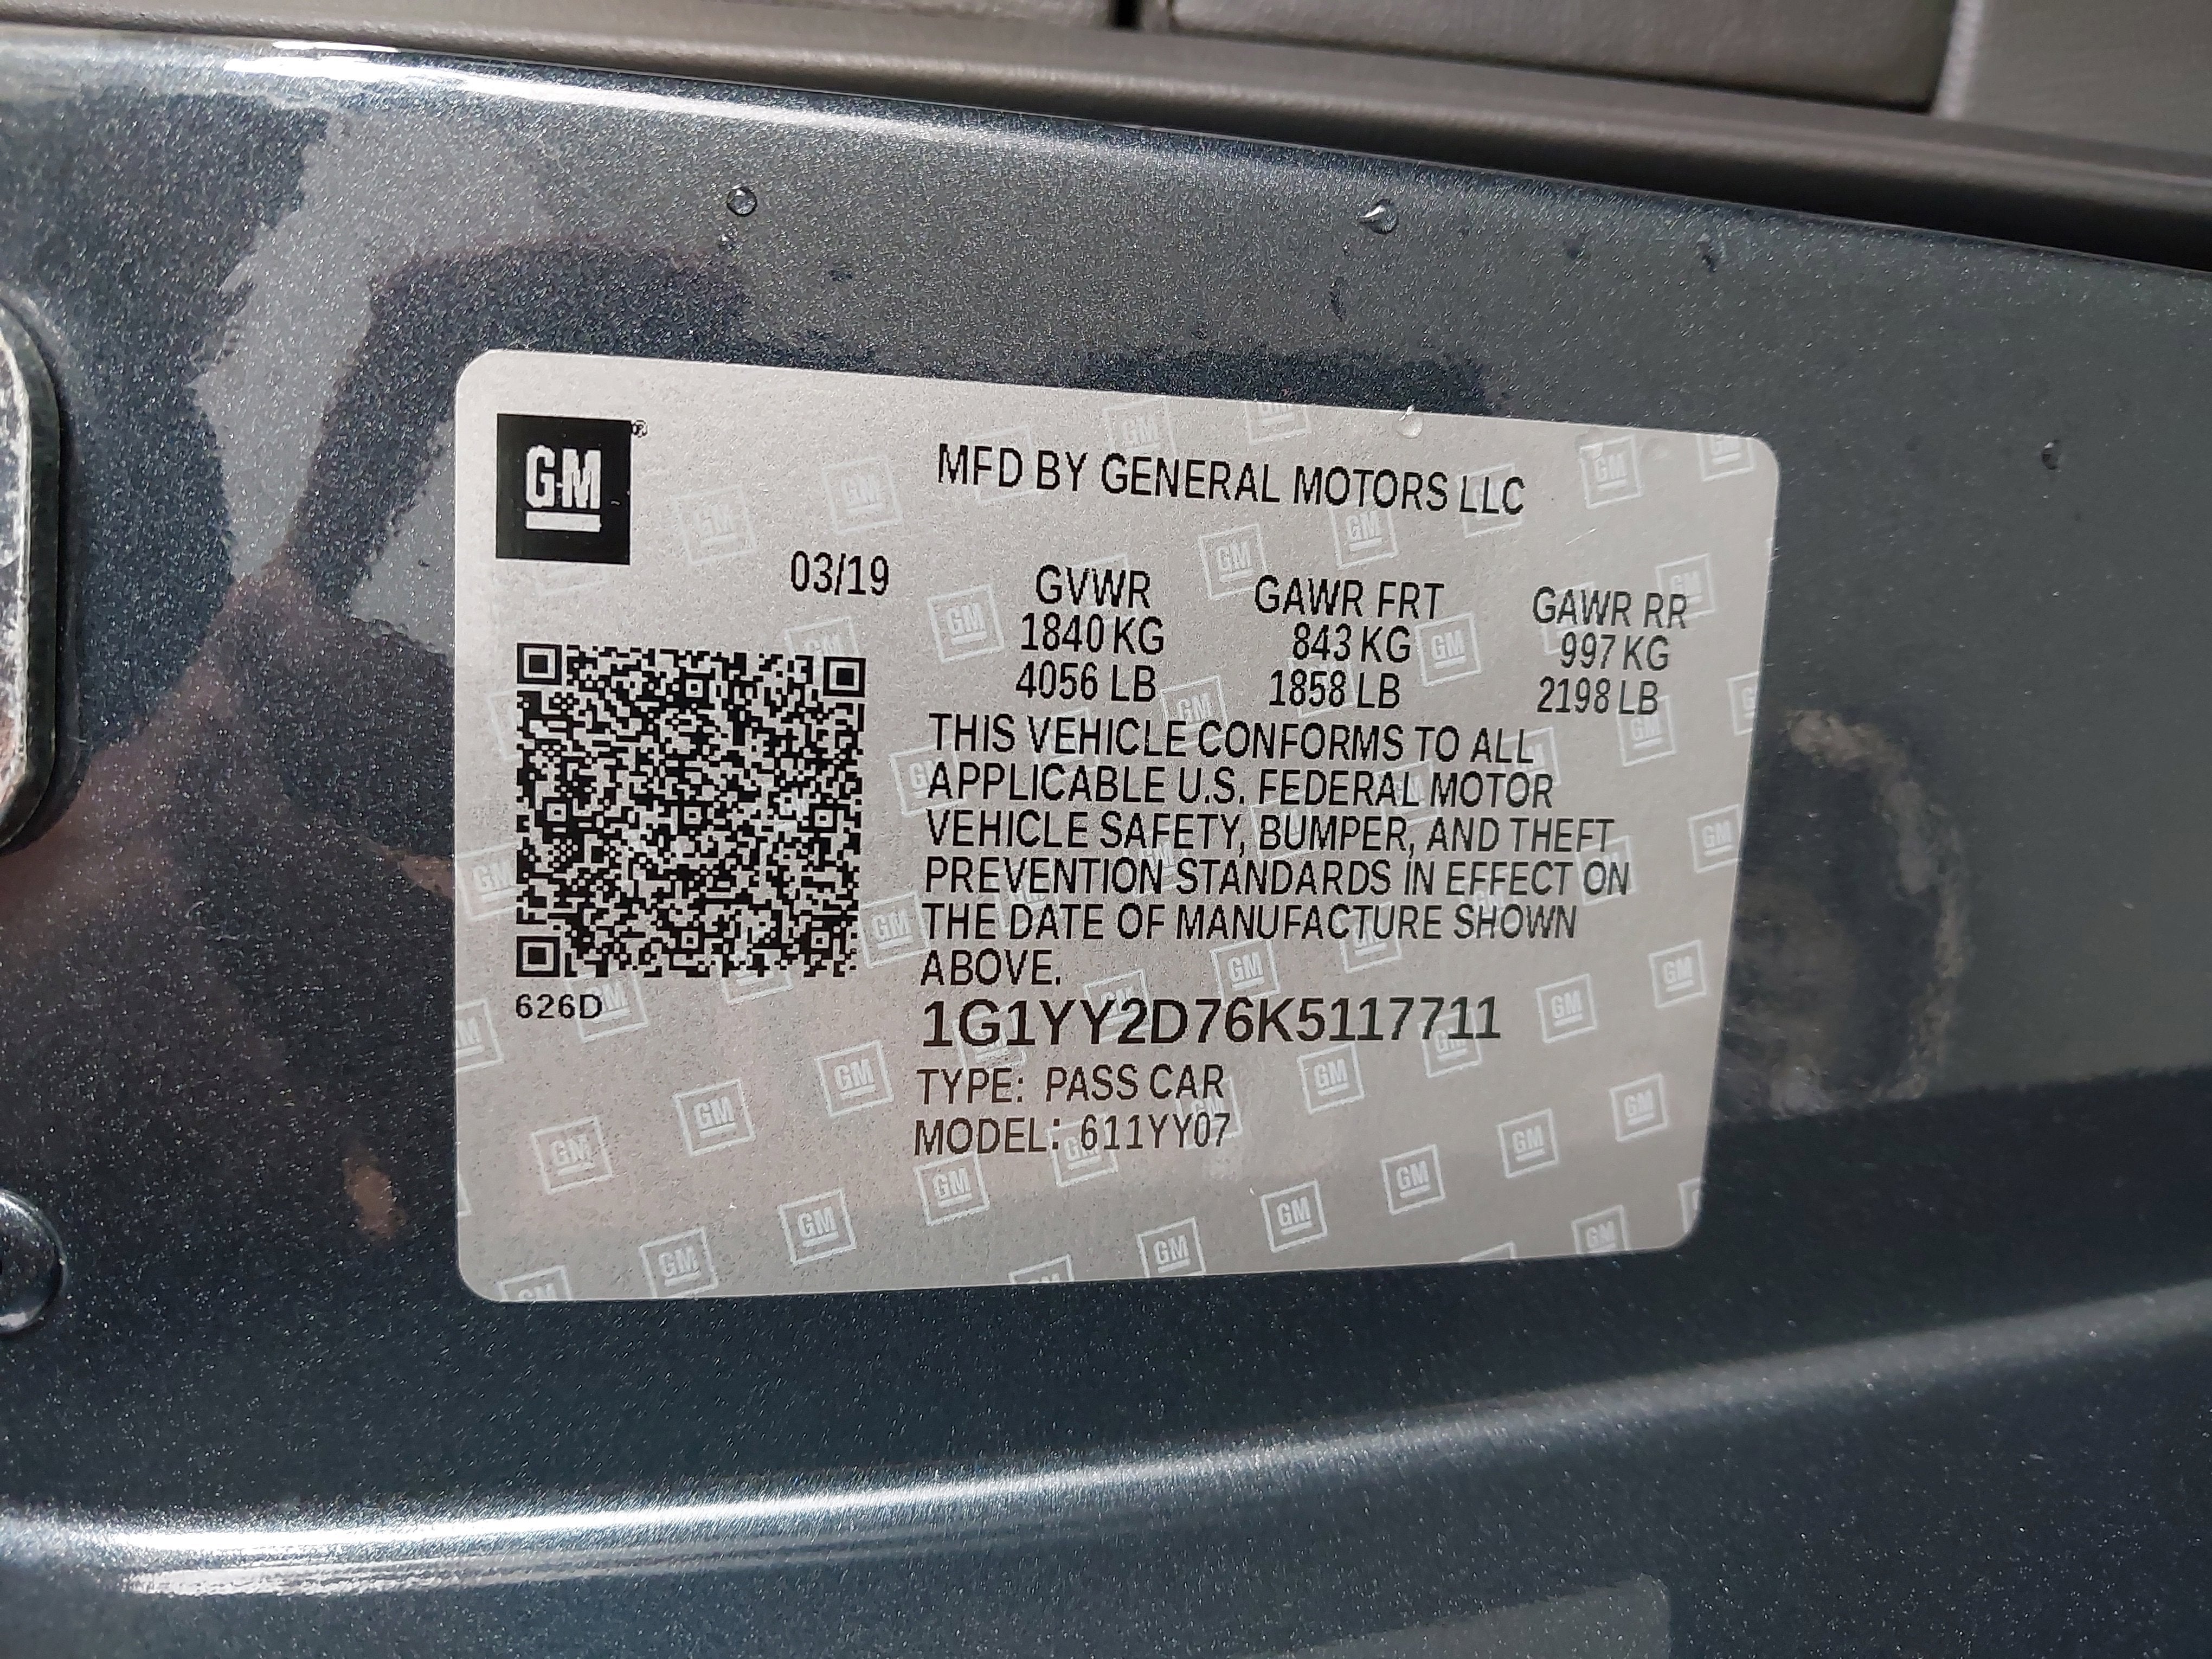 GM
MFD BY GENERAL MOTORS LLC
03/19
GVWR GAWR FRT GAWR RR
1840 KG 843 KG 997 KG
4056 LB 1858 LB 2198 LB
THIS VEHICLE CONFORMS TO ALL
APPLICABLE U.S. FEDERAL MOTOR
VEHICLE SAFETY, BUMPER, AND THEFT
PREVENTION STANDARDS IN EFFECT ON
THE DATE OF MANUFACTURE SHOWN
ABOVE.
626D
1G1YY2D76K5117711
TYPE: PASS CAR
MODEL: 611YY07